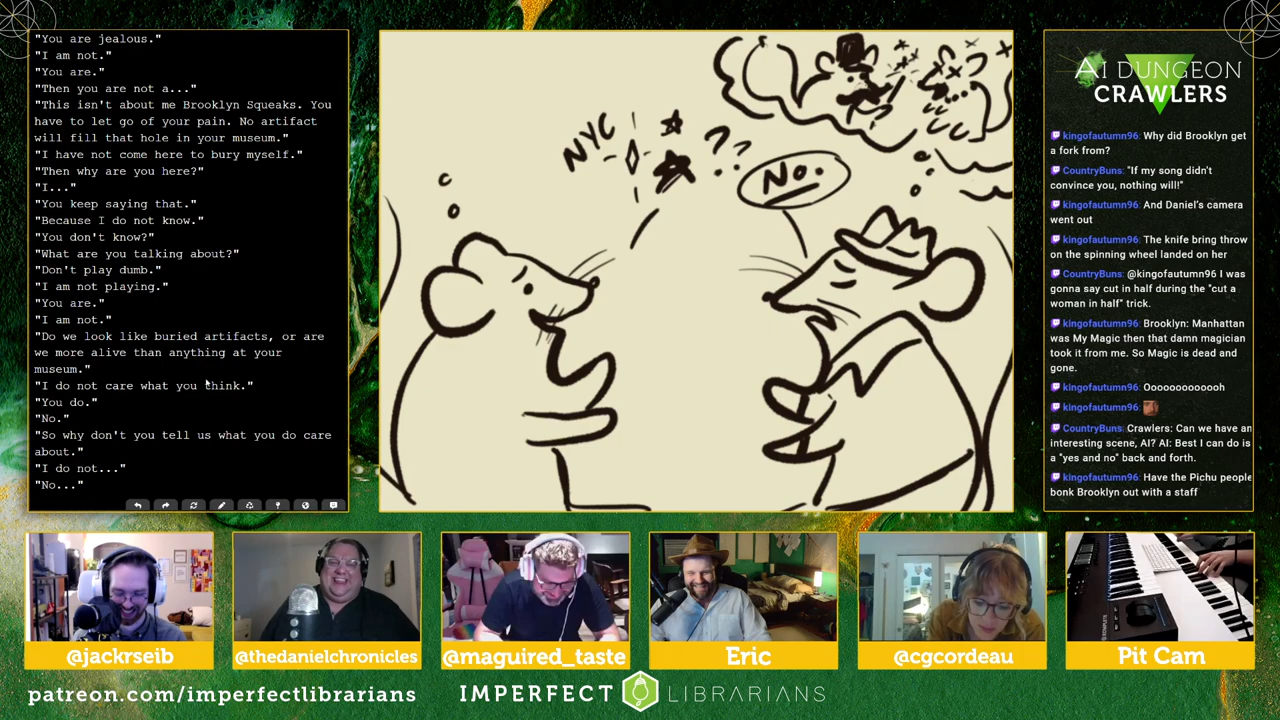 "You are jealous."
"I am not."
"You are."
"Then you are not a..."
"This isn't about me Brooklyn Squeaks. You
have to let go of your pain. No artifact
will fill that hole in your museum."
"I have not come here to bury myself."
"Then why are you here?"
"I..."
"You keep saying that."
"Because I do not know."
"You don't know?"
"What are you talking about?"
"Don't play dumb."
"I am not playing."
"You are."
"I am not."
"Do we look like buried artifacts, or are
we more alive than anything at your
museum."
"I do not care what you think."
"You do."
"No."
"So why don't you tell us what you do care
about."
"I do not..."
"No..."
NYC
??
No.
AI DUNGEON
CRAWLERS
kingofautumn96: Why did Brooklyn get
a fork from?
CountryBuns: "If my song didn't
convince you, nothing will!"
kingofautumn96: And Daniel's camera
went out
kingofautumn96: The knife bring throw
on the spinning wheel landed on her
CountryBuns: @kingofautumn96 I was
gonna say cut in half during the "cut a
woman in half" trick.
kingofautumn96: Brooklyn: Manhattan
was My Magic then that damn magician
took it from me. So Magic is dead and
gone.
kingofautumn96: Ooooooooooooh
kingofautumn96:
CountryBuns: Crawlers: Can we have an
interesting scene, AI? AI: Best I can do is
a "yes and no" back and forth.
kingofautumn96: Have the Pichu people
bonk Brooklyn out with a staff
@jackrseib
@thedanielchronicles
@maguired_taste
Eric
@cgcordeau
Pit Cam
patreon.com/imperfectlibrarians
IMPERFECT LIBRARIANS